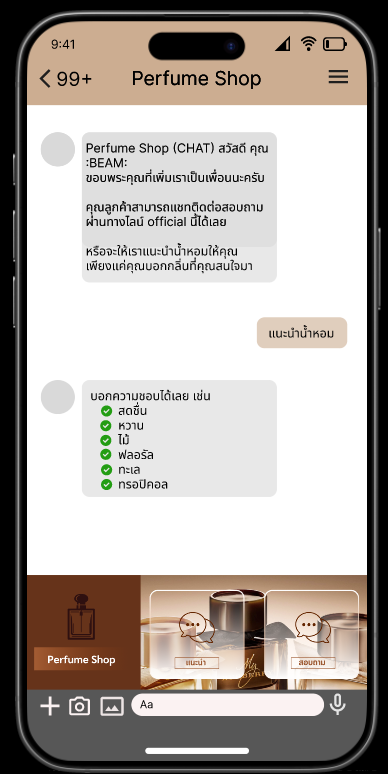 9:41
99+
Perfume Shop
Perfume Shop (CHAT) สวัสดี คุณ
:BEAM:
ขอบพระคุณที่เพิ่มเราเป็นเพื่อนนะครับ
คุณลูกค้าสามารถแชทติดต่อสอบถาม
ผ่านทางไลน์ official นี้ได้เลย
หรือจะให้เราแนะนำน้ำหอมให้คุณ
เพียงแค่คุณบอกกลิ่นที่คุณสนใจมา
แนะนำน้ำหอม
บอกความชอบได้เลย เช่น
สดชื่น
หวาน
ไม้
ฟลอรัล
ทะเล
ทรอปิคอล
Perfume Shop
แนะนำ
สอบถาม
My
Aa